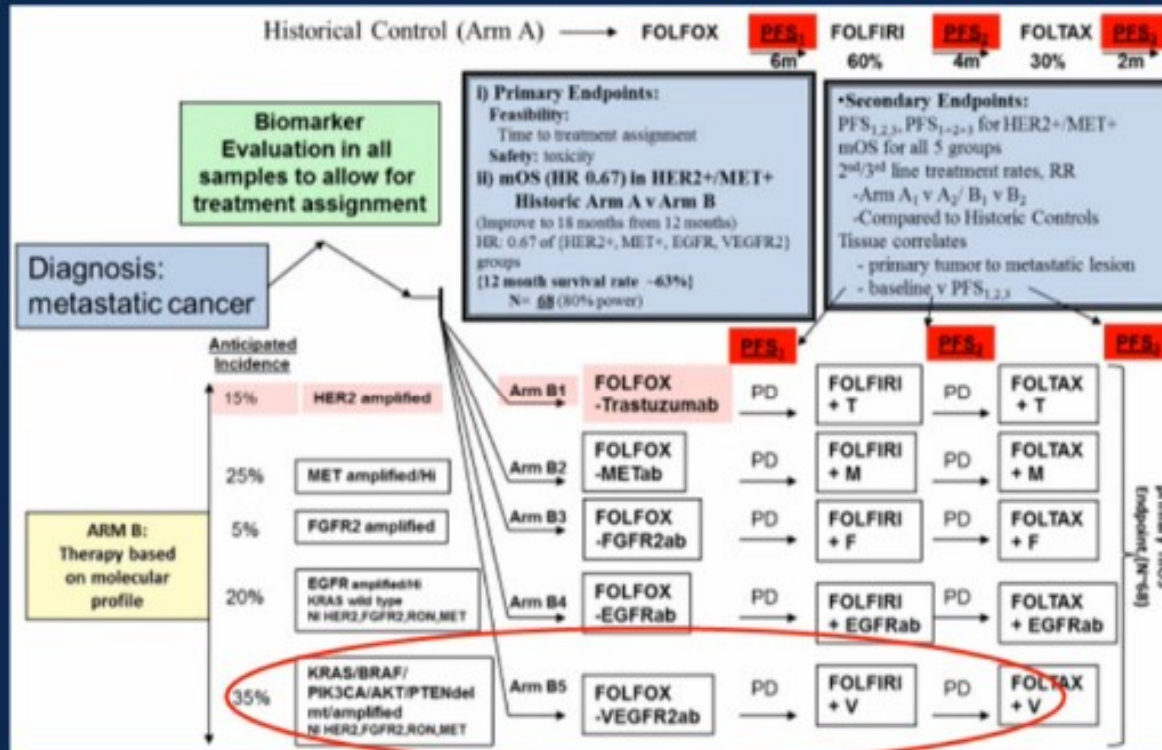 Historical Control (Arm A) → FOLFOX PFS1 FOLFIRI PFS2 FOLTAX
6m 60% 4m 30% 2m
Biomarker
Evaluation in all
samples to allow for
treatment assignment
i) Primary Endpoints:
Feasibility:
Time to treatment assignment
Safety: toxicity
ii) mOS (HR 0.67) in HER2+/MET+
Historic Arm A v Arm B
(Improve to 18 months from 12 months)
HR: 0.67 of {HER2+, MET+, EGFR, VEGFR2}
groups
{12 month survival rate ~63%}
N= 68 (80% power)
•Secondary Endpoints:
PFS1,2,3, PFS1+2+3 for HER2+/MET+
mOS for all 5 groups
2nd/3rd line treatment rates, RR
-Arm A1 v A2/ B1 v B2
-Compared to Historic Controls
Tissue correlates
- primary tumor to metastatic lesion
- baseline v PFS1,2,3
Diagnosis:
metastatic cancer
Anticipated
Incidence
PFS1 PFS2
ARM B:
Therapy based
on molecular
profile
15% HER2 amplified Arm B1 FOLFOX
-Trastuzumab
PD FOLFIRI
+ T
PD FOLTAX
+ T
25% MET amplified/Hi Arm B2 FOLFOX
-METab
PD FOLFIRI
+ M
PD FOLTAX
+ M
5% FGFR2 amplified Arm B3 FOLFOX
-FGFR2ab
PD FOLFIRI
+ F
PD FOLTAX
+ F
20% EGFR amplified/Hi
KRAS wild type
Nl HER2,FGFR2,RON,MET
Arm B4 FOLFOX
-EGFRab
PD FOLFIRI
+ EGFRab
PD FOLTAX
+ EGFRab
35% KRAS/BRAF/
PIK3CA/AKT/PTENdel
mt/amplified
Nl HER2,FGFR2,RON,MET
Arm B5 FOLFOX
-VEGFR2ab
PD FOLFIRI
+ V
PD FOLTAX
+ V
Endpoint,(N~68)